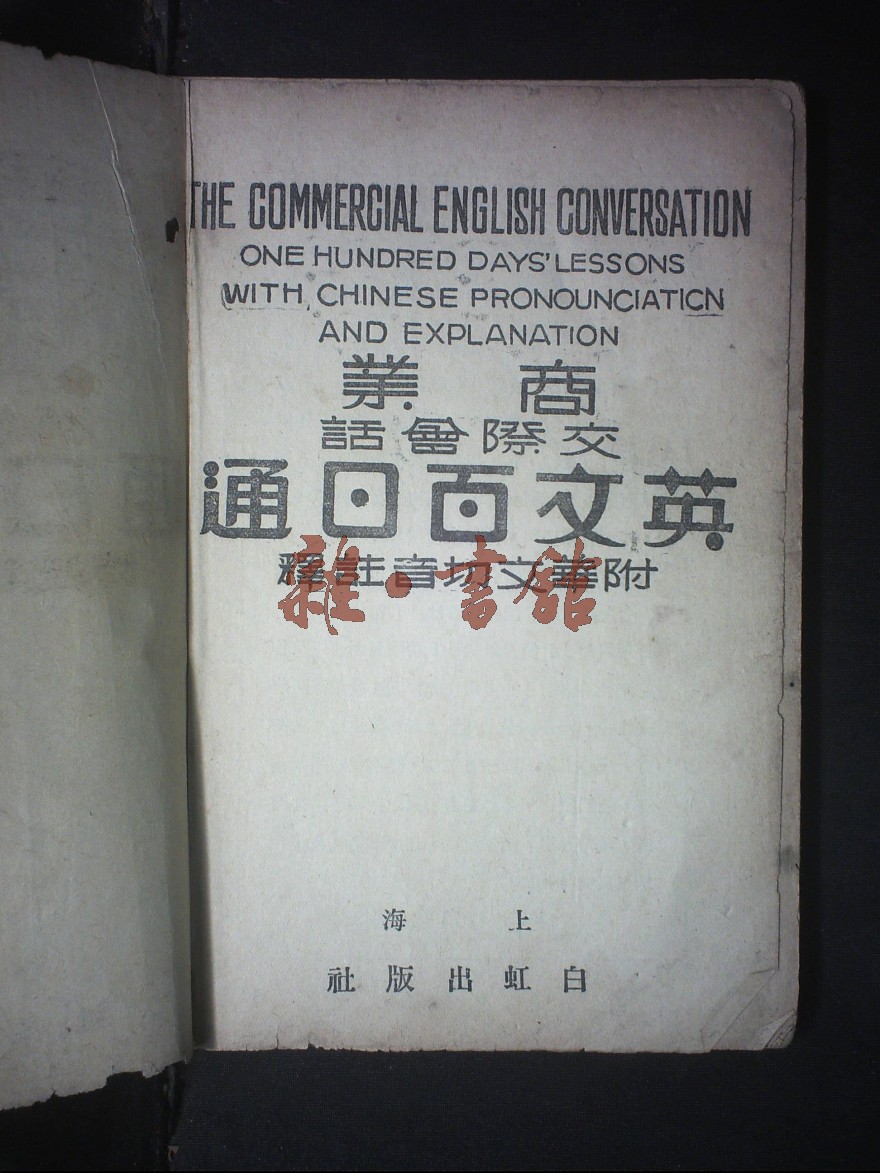 THE COMMERCIAL ENGLISH CONVERSATION
ONE HUNDRED DAYS' LESSONS
WITH CHINESE PRONOUNCIATICN
AND EXPLANATION
商業
交際會話
英文百日通
附華文切音註釋
雜·書館
上海
白虹出版社